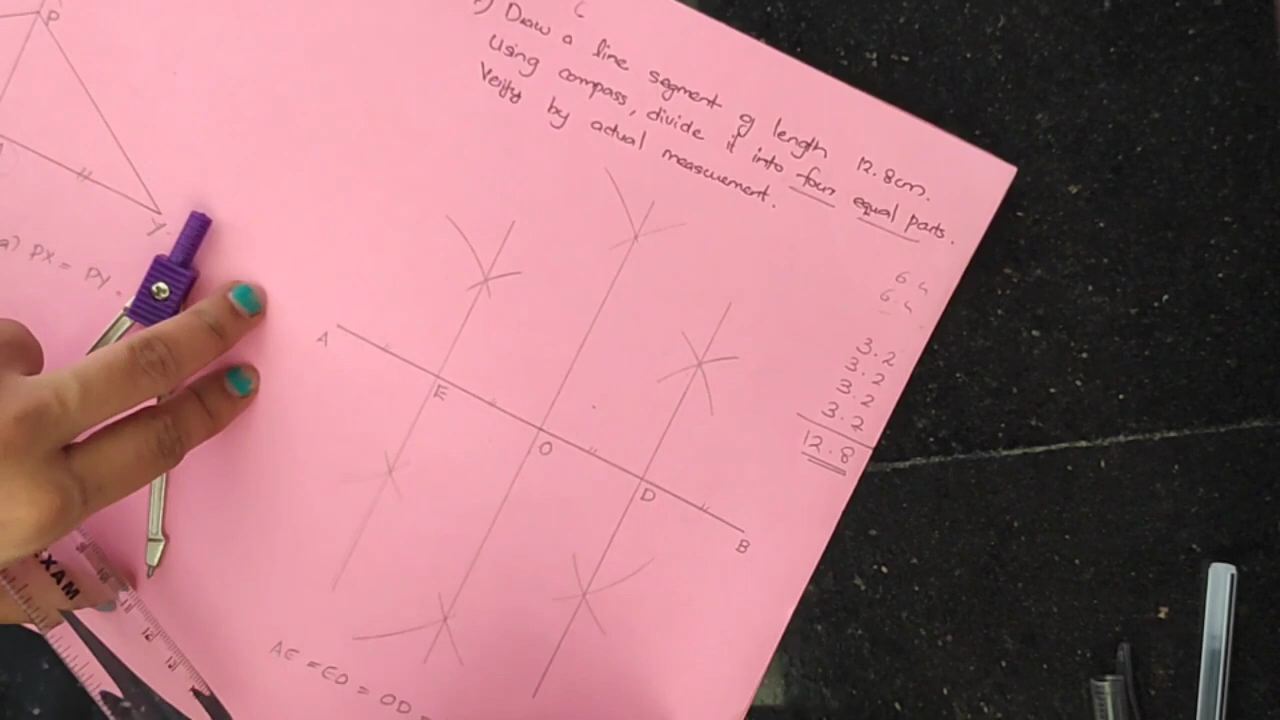 P
Y
a) PX = PY.
Draw a line segment of length 12.8cm.
Using compass, divide it into four equal parts.
Verify by actual measurement.
6.4
6.4
3.2
3.2
3.2
3.2
12.8
A
E
O
D
B
AE = EO = OD =
EXAM
12
13